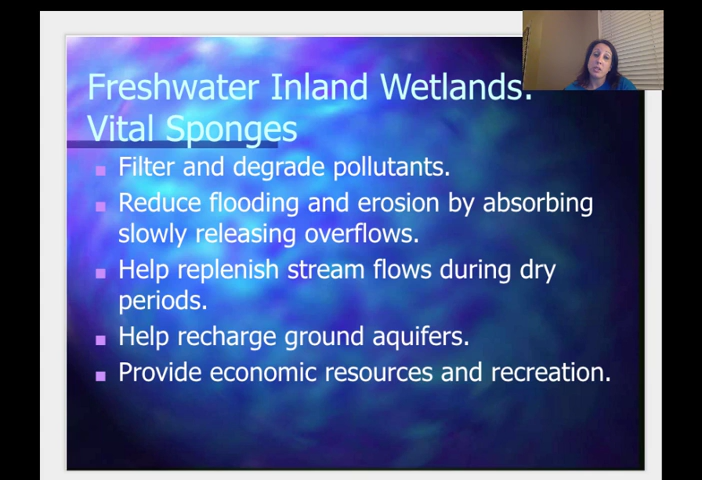 Freshwater Inland Wetlands:
Vital Sponges
Filter and degrade pollutants.
Reduce flooding and erosion by absorbing
slowly releasing overflows.
Help replenish stream flows during dry
periods.
Help recharge ground aquifers.
Provide economic resources and recreation.